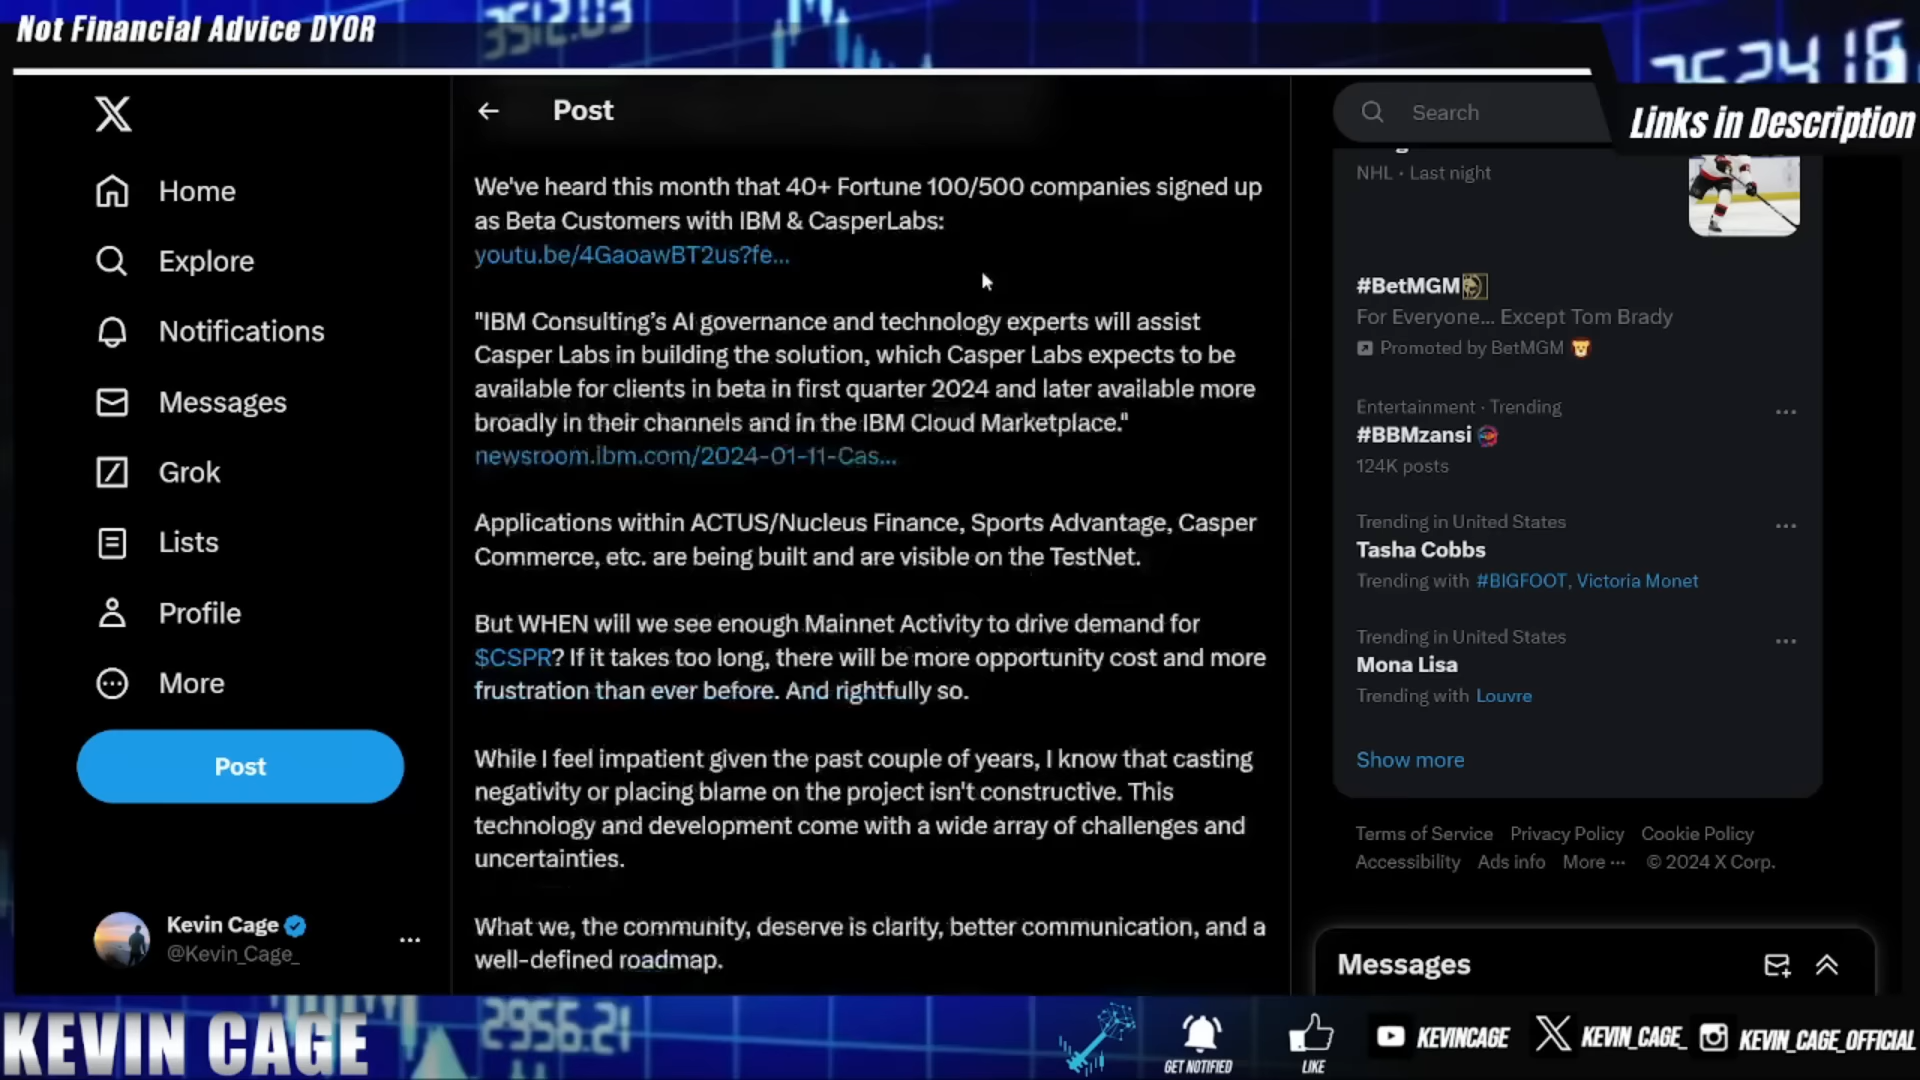 Not Financial Advice DYOR
3512.03
352416
Links in Description
Home
Explore
Notifications
Messages
Grok
Lists
Profile
More
Post
Kevin Cage
@Kevin_Cage_
Post
We've heard this month that 40+ Fortune 100/500 companies signed up
as Beta Customers with IBM & CasperLabs:
youtu.be/4GaoawBT2us?fe...
"IBM Consulting's AI governance and technology experts will assist
Casper Labs in building the solution, which Casper Labs expects to be
available for clients in beta in first quarter 2024 and later available more
broadly in their channels and in the IBM Cloud Marketplace."
newsroom.ibm.com/2024-01-11-Cas...
Applications within ACTUS/Nucleus Finance, Sports Advantage, Casper
Commerce, etc. are being built and are visible on the TestNet.
But WHEN will we see enough Mainnet Activity to drive demand for
$CSPR? If it takes too long, there will be more opportunity cost and more
frustration than ever before. And rightfully so.
While I feel impatient given the past couple of years, I know that casting
negativity or placing blame on the project isn't constructive. This
technology and development come with a wide array of challenges and
uncertainties.
What we, the community, deserve is clarity, better communication, and a
well-defined roadmap.
Search
NHL · Last night
#BetMGM
For Everyone... Except Tom Brady
Promoted by BetMGM
Entertainment · Trending
#BBMzansi
124K posts
Trending in United States
Tasha Cobbs
Trending with #BIGFOOT, Victoria Monet
Trending in United States
Mona Lisa
Trending with Louvre
Show more
Terms of Service Privacy Policy Cookie Policy
Accessibility Ads info More ··· © 2024 X Corp.
Messages
KEVIN CAGE
2956.21
GET NOTIFIED
LIKE
KEVINCAGE
KEVIN_CAGE_
KEVIN_CAGE_OFFICIAL